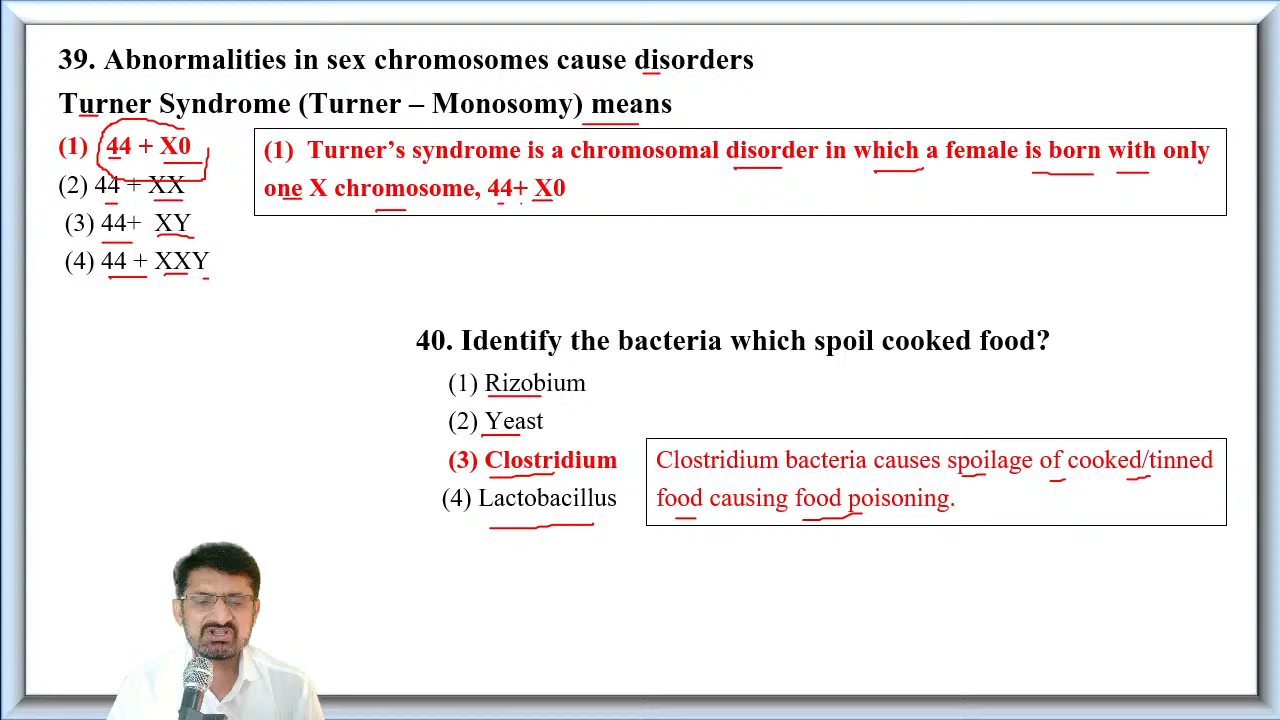 39. Abnormalities in sex chromosomes cause disorders
Turner Syndrome (Turner – Monosomy) means
(1) 44 + X0
(2) 44 + XX
(3) 44+ XY
(4) 44 + XXY
(1) Turner's syndrome is a chromosomal disorder in which a female is born with only
one X chromosome, 44+ X0
40. Identify the bacteria which spoil cooked food?
(1) Rizobium
(2) Yeast
(3) Clostridium
(4) Lactobacillus
Clostridium bacteria causes spoilage of cooked/tinned
food causing food poisoning.